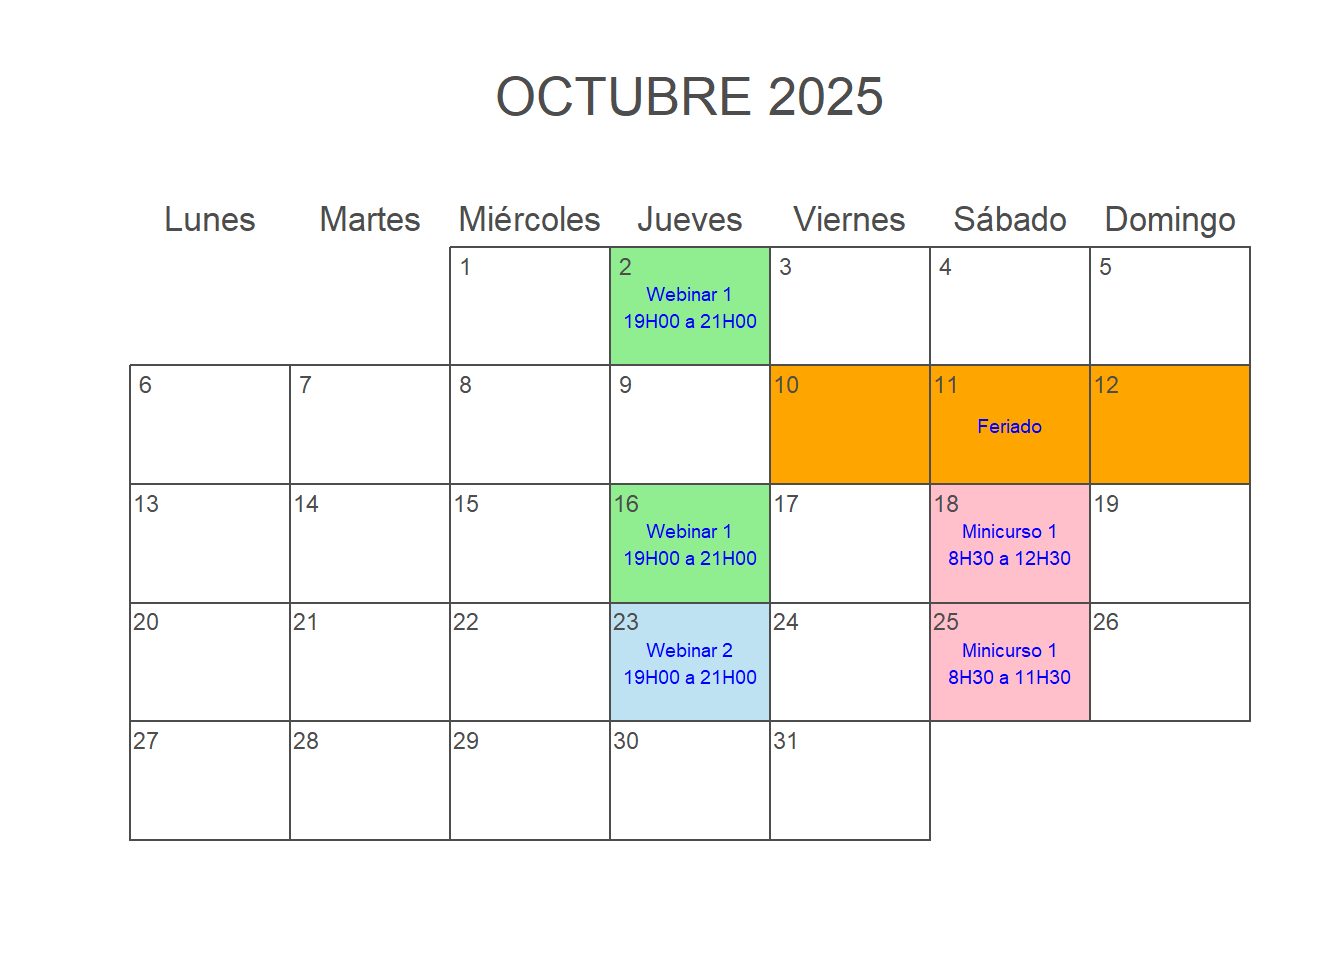 OCTUBRE 2025
Lunes Martes Miércoles Jueves Viernes Sábado Domingo
1 2 3 4 5
Webinar 1
19H00 a 21H00
6 7 8 9 10 11 12
Feriado
13 14 15 16 17 18 19
Webinar 1 Minicurso 1
19H00 a 21H00 8H30 a 12H30
20 21 22 23 24 25 26
Webinar 2 Minicurso 1
19H00 a 21H00 8H30 a 11H30
27 28 29 30 31